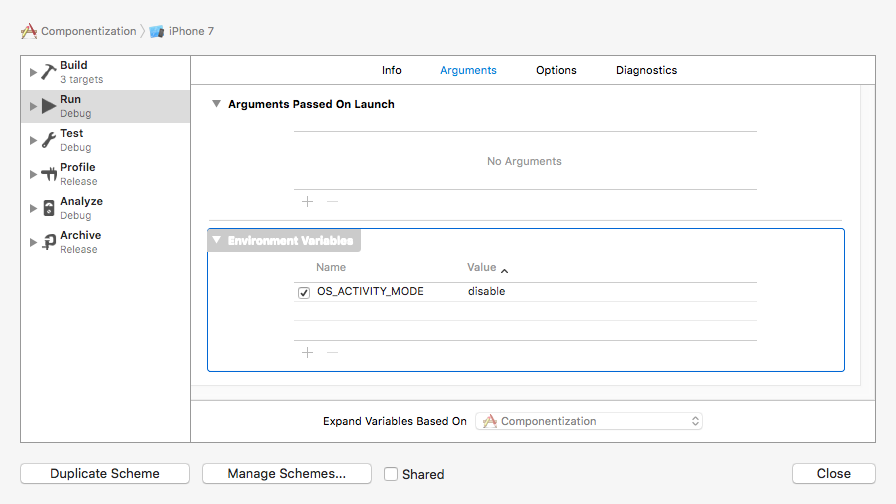 Componentization
iPhone 7
Build
3 targets
Run
Debug
Test
Debug
Profile
Release
Analyze
Debug
Archive
Release
Info Arguments Options Diagnostics
Arguments Passed On Launch
No Arguments
Environment Variables
Name Value
OS_ACTIVITY_MODE disable
Expand Variables Based On Componentization
Duplicate Scheme Manage Schemes... Shared Close